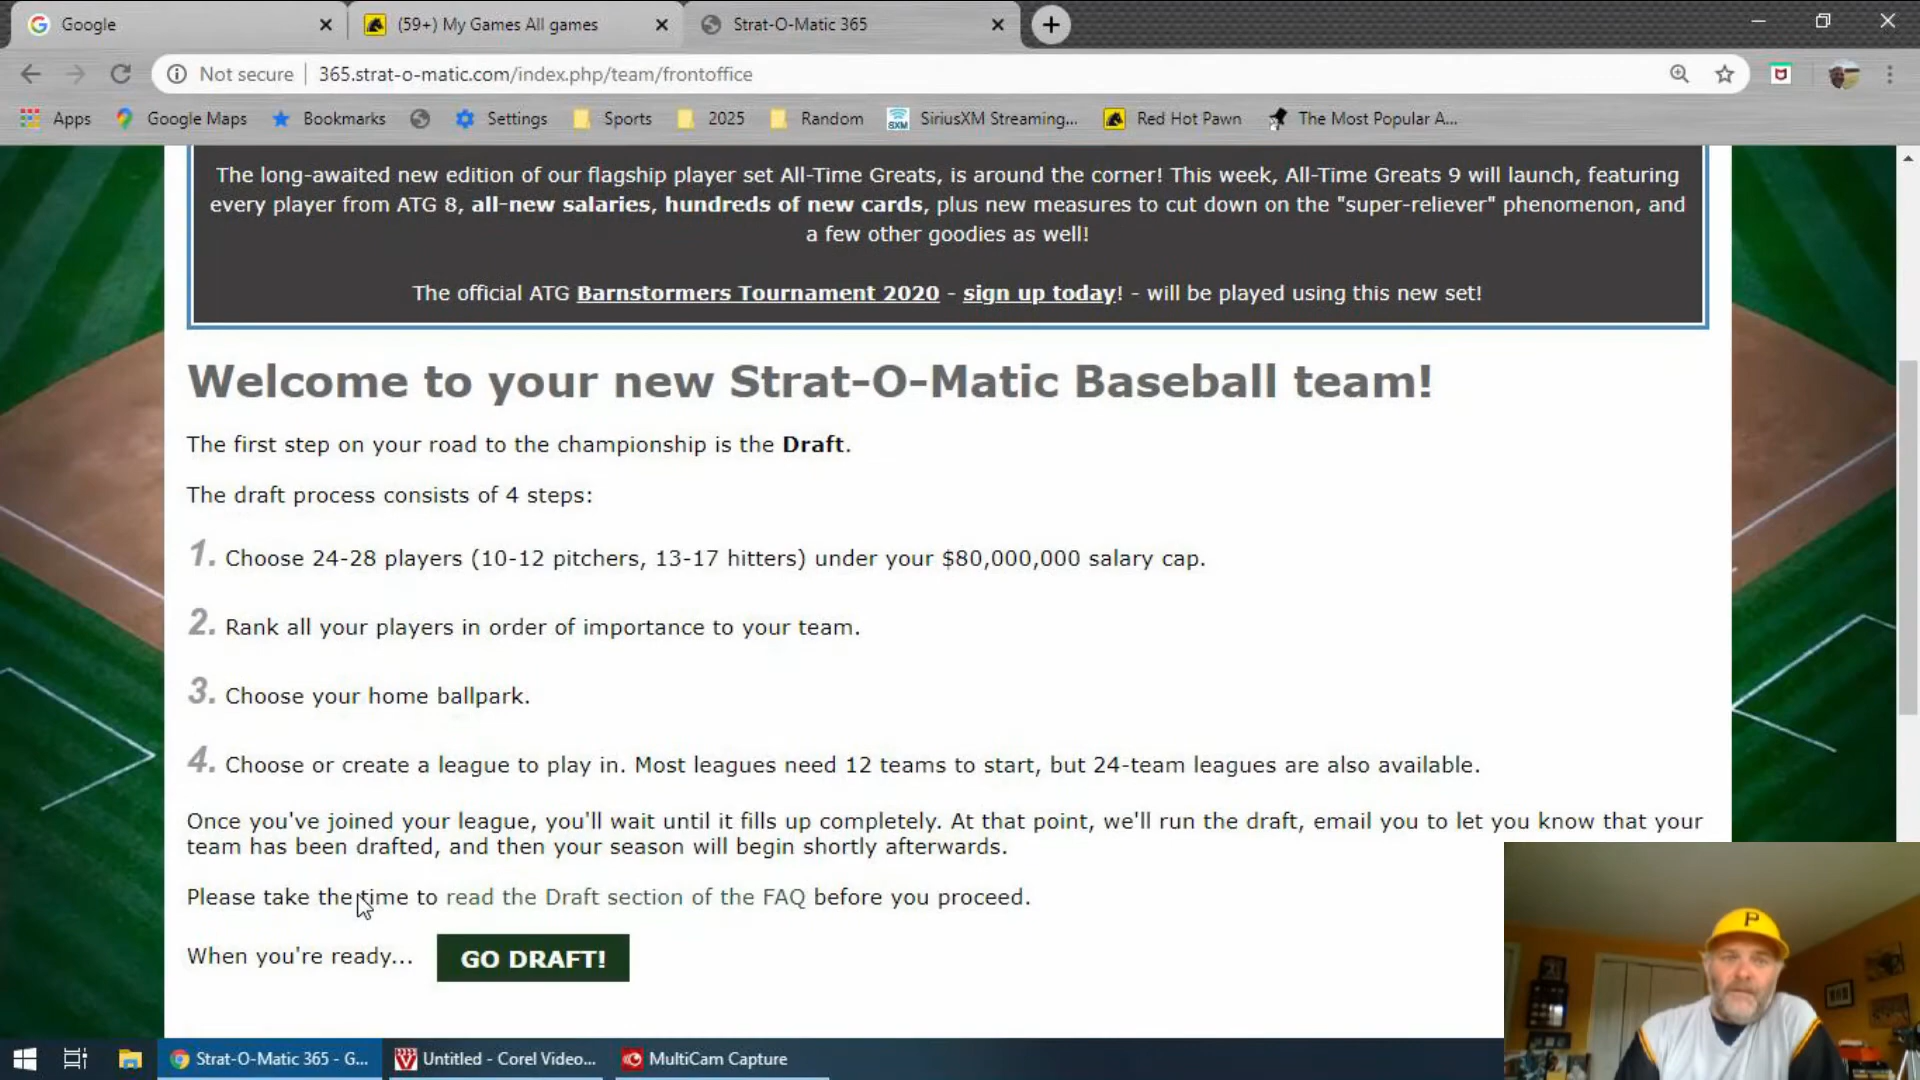 Google
(59+) My Games All games
Strat-O-Matic 365
Not secure
365.strat-o-matic.com/index.php/team/frontoffice
Apps
Google Maps
Bookmarks
Settings
Sports
2025
Random
SXM
SiriusXM Streaming...
Red Hot Pawn
The Most Popular A...
The long-awaited new edition of our flagship player set All-Time Greats, is around the corner! This week, All-Time Greats 9 will launch, featuring
every player from ATG 8, all-new salaries, hundreds of new cards, plus new measures to cut down on the "super-reliever" phenomenon, and
a few other goodies as well!
The official ATG Barnstormers Tournament 2020 - sign up today! - will be played using this new set!
Welcome to your new Strat-O-Matic Baseball team!
The first step on your road to the championship is the Draft.
The draft process consists of 4 steps:
1. Choose 24-28 players (10-12 pitchers, 13-17 hitters) under your $80,000,000 salary cap.
2. Rank all your players in order of importance to your team.
3. Choose your home ballpark.
4. Choose or create a league to play in. Most leagues need 12 teams to start, but 24-team leagues are also available.
Once you've joined your league, you'll wait until it fills up completely. At that point, we'll run the draft, email you to let you know that your
team has been drafted, and then your season will begin shortly afterwards.
Please take the time to read the Draft section of the FAQ before you proceed.
When you're ready...
GO DRAFT!
P
Strat-O-Matic 365 - G...
Untitled - Corel Video...
MultiCam Capture